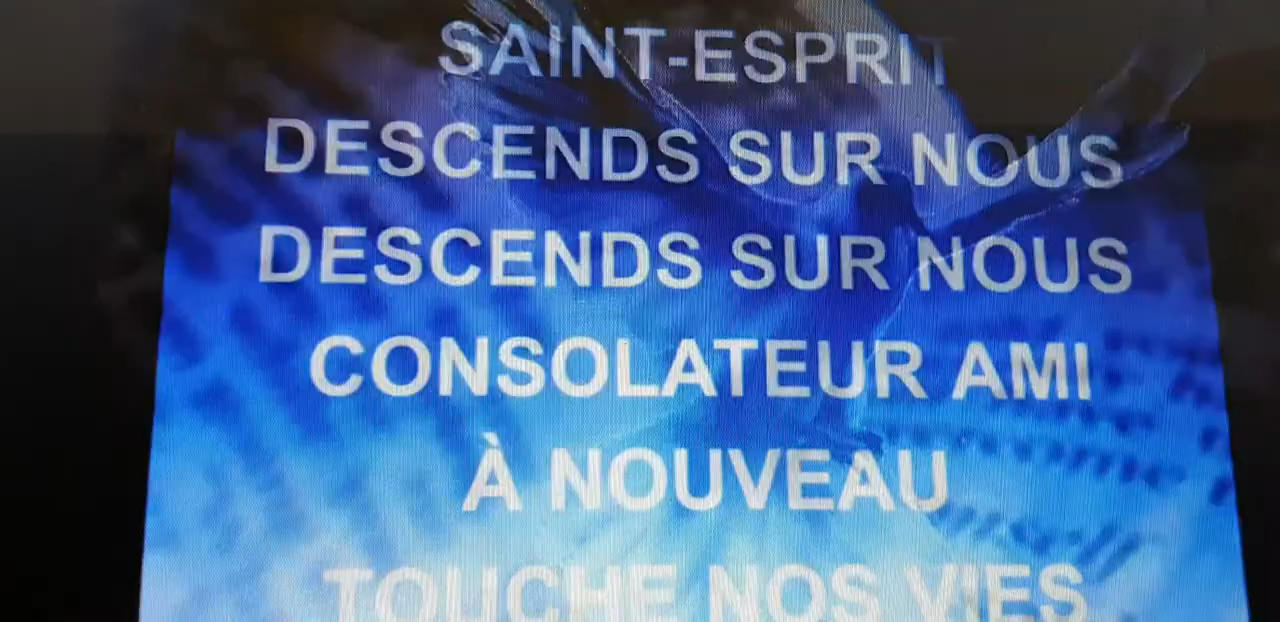 SAINT-ESPRIT
DESCENDS SUR NOUS
DESCENDS SUR NOUS
CONSOLATEUR AMI
À NOUVEAU
TOUCHE NOS VIES